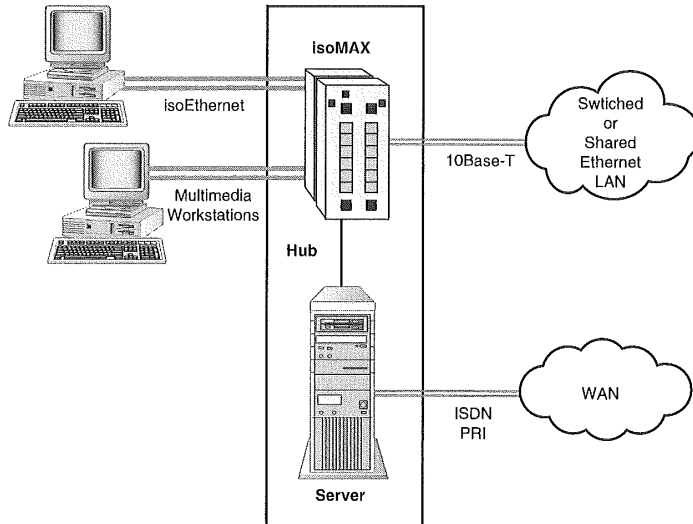 isoMAX
isoEthernet
Multimedia
Workstations
10Base-T
Swtiched
or
Shared
Ethernet
LAN
Hub
WAN
ISDN
PRI
Server